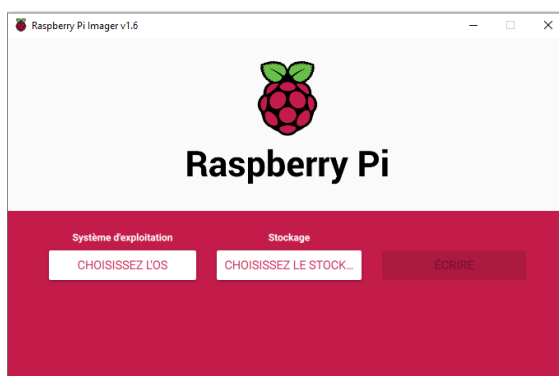 Raspberry Pi Imager v1.6
Raspberry Pi
Système d'exploitation
Stockage
CHOISISSEZ L'OS
CHOISISSEZ LE STOCK...
ÉCRIRE